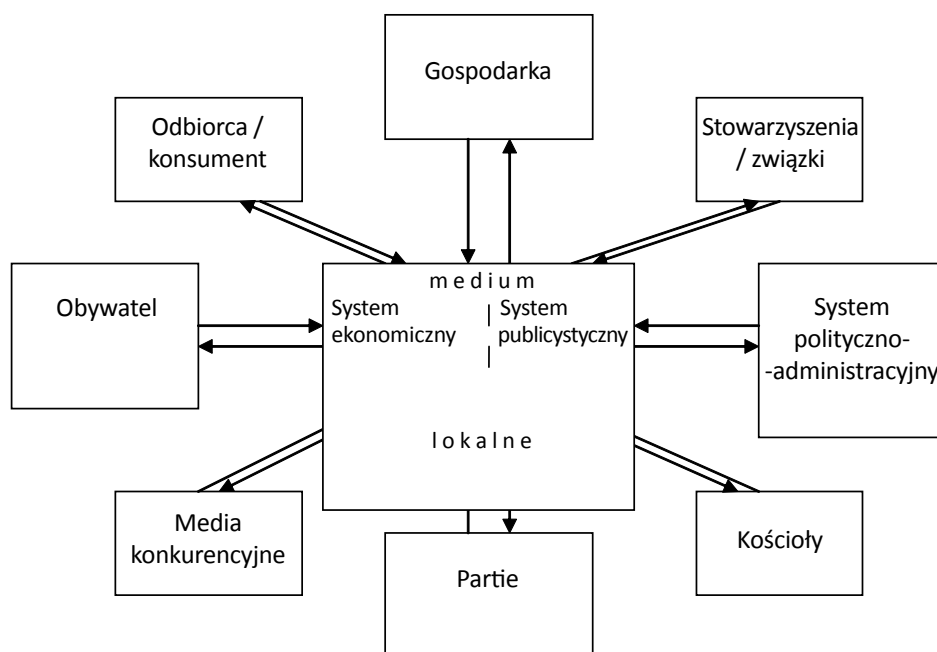 Gospodarka
Odbiorca /
konsument
Stowarzyszenia
/ związki
Obywatel
m e d i u m
System
ekonomiczny
System
publicystyczny
l o k a l n e
System
polityczno-
-administracyjny
Media
konkurencyjne
Partie
Kościoły